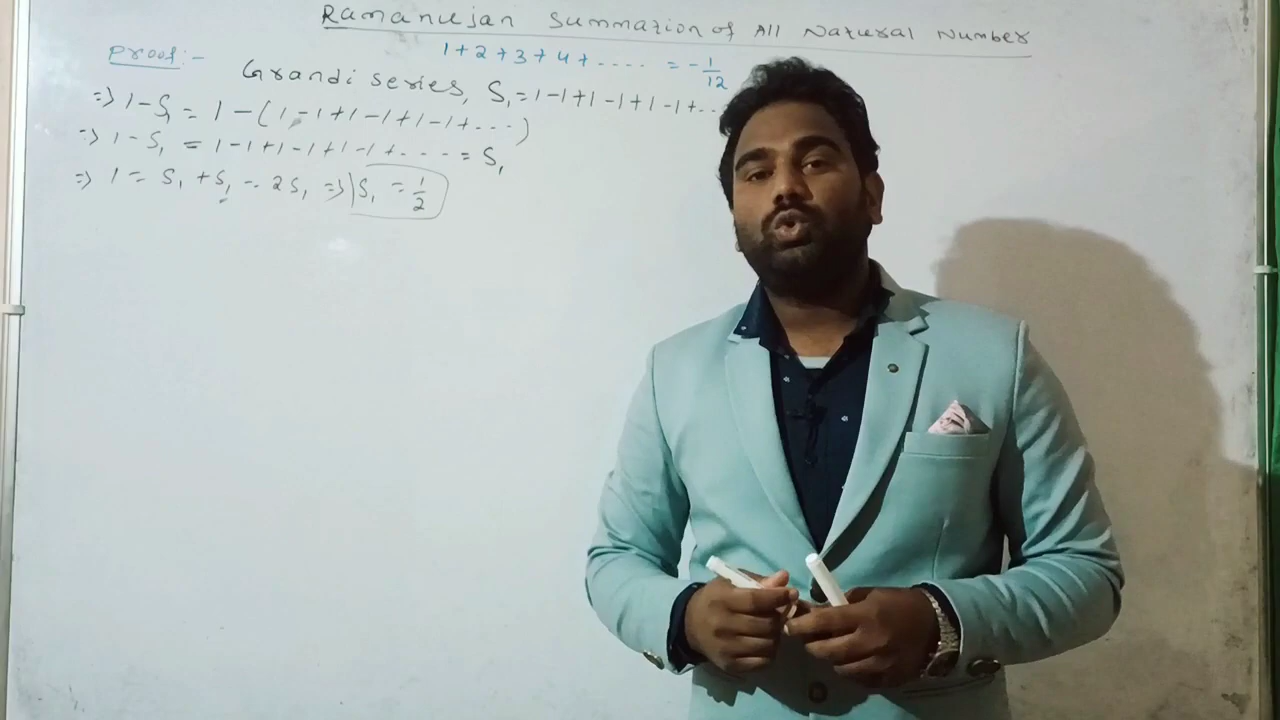 Ramanujan Summation of All Natural Number
Proof:- 1+2+3+4+..... = -1/12
Grandi series, S₁=1-1+1-1+1-1+...
=> 1-S₁ = 1-(1-1+1-1+1-1+...)
=> 1-S₁ = 1-1+1-1+1-1+..... = S₁
=> 1 = S₁+S₁ = 2S₁ => S₁ = 1/2